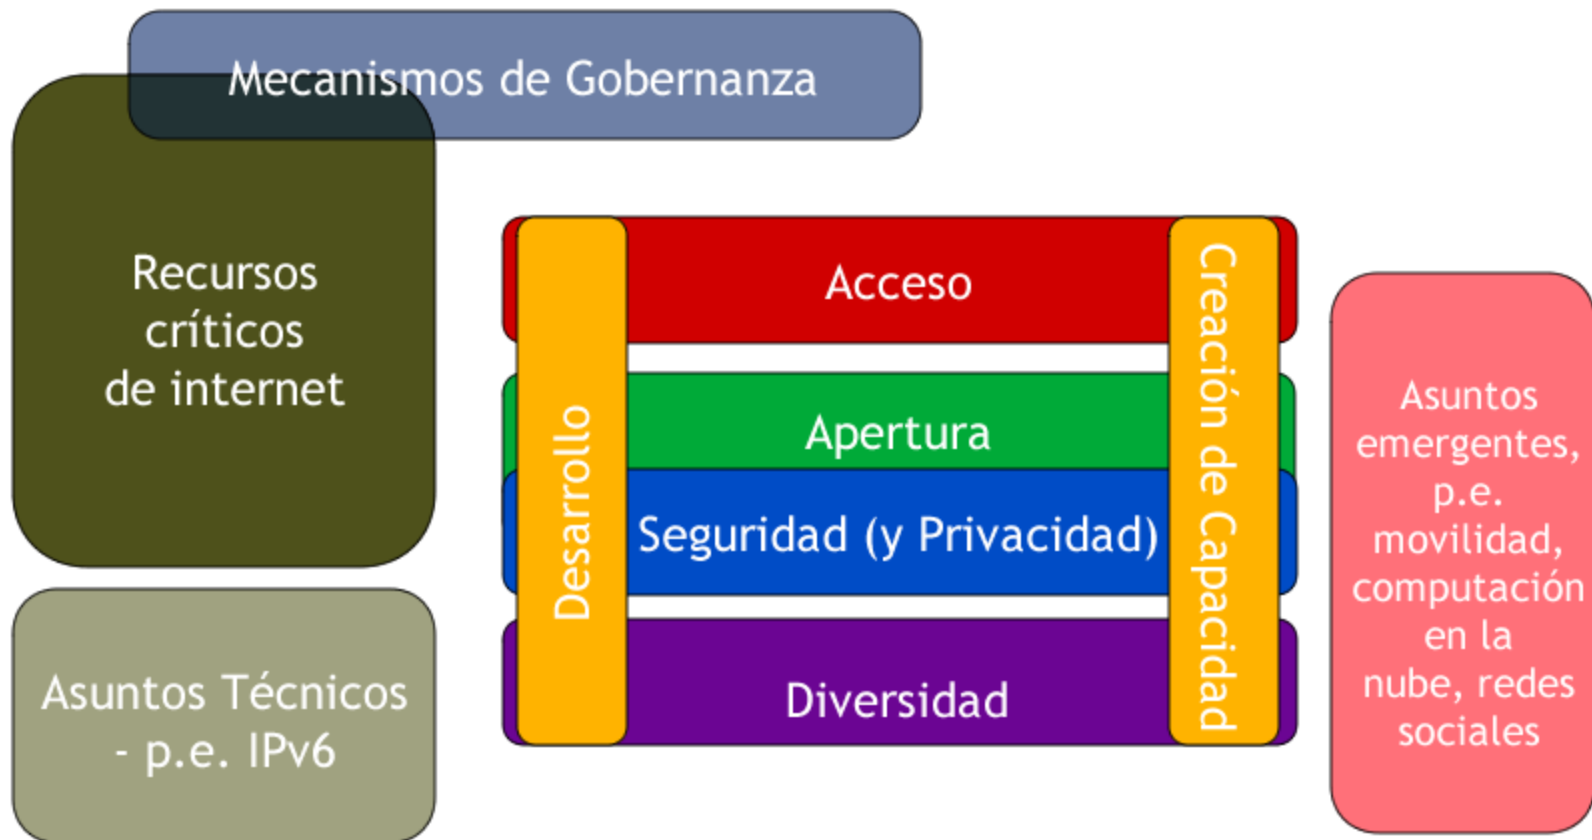 Mecanismos de Gobernanza
Recursos
críticos
de internet
Asuntos Técnicos
- p.e. IPv6
Desarrollo
Acceso
Apertura
Seguridad (y Privacidad)
Diversidad
Creación de Capacidad
Asuntos
emergentes,
p.e.
movilidad,
computación
en la
nube, redes
sociales